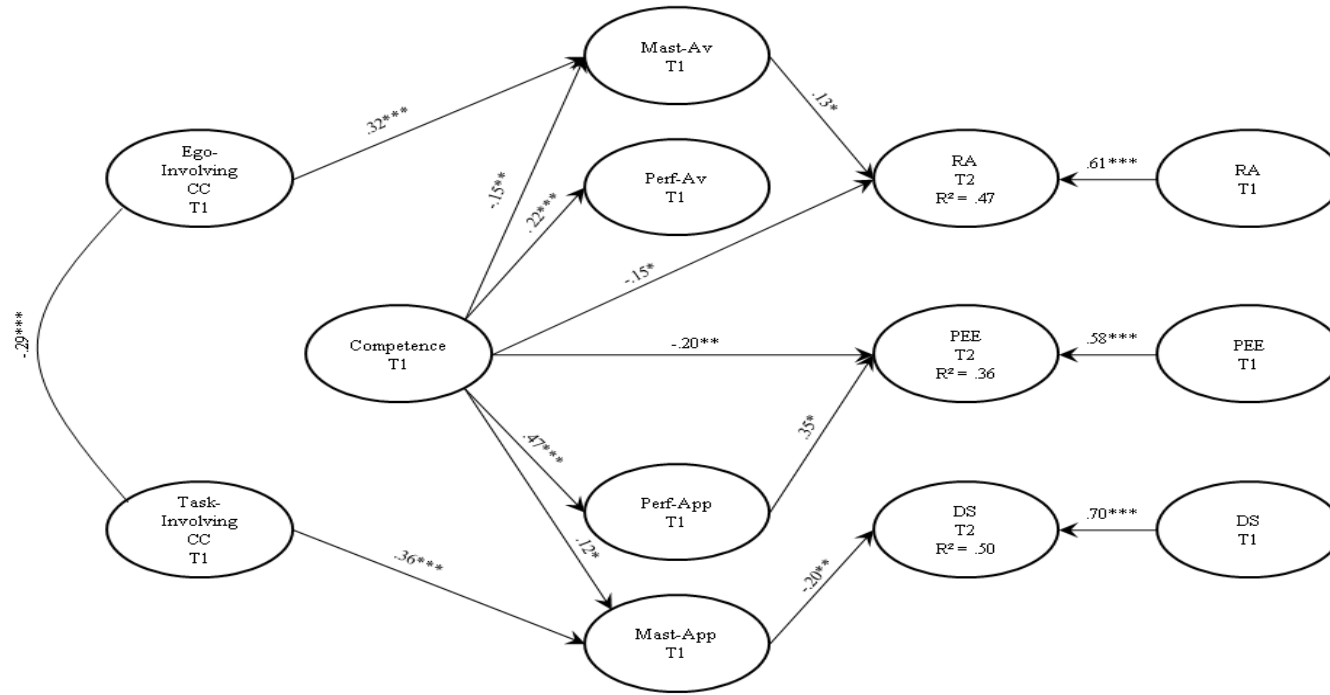 Mast-Av
T1
.32***
.13*
Ego-
Involving
CC
T1
-.15**
Perf-Av
T1
.22***
RA
T2
R² = .47
.61***
RA
T1
-.15*
-.29***
Competence
T1
-.20**
PEE
T2
R² = .36
.58***
PEE
T1
.47***
.35*
Task-
Involving
CC
T1
.36***
.12*
Perf-App
T1
DS
T2
R² = .50
.70***
DS
T1
-.20**
Mast-App
T1